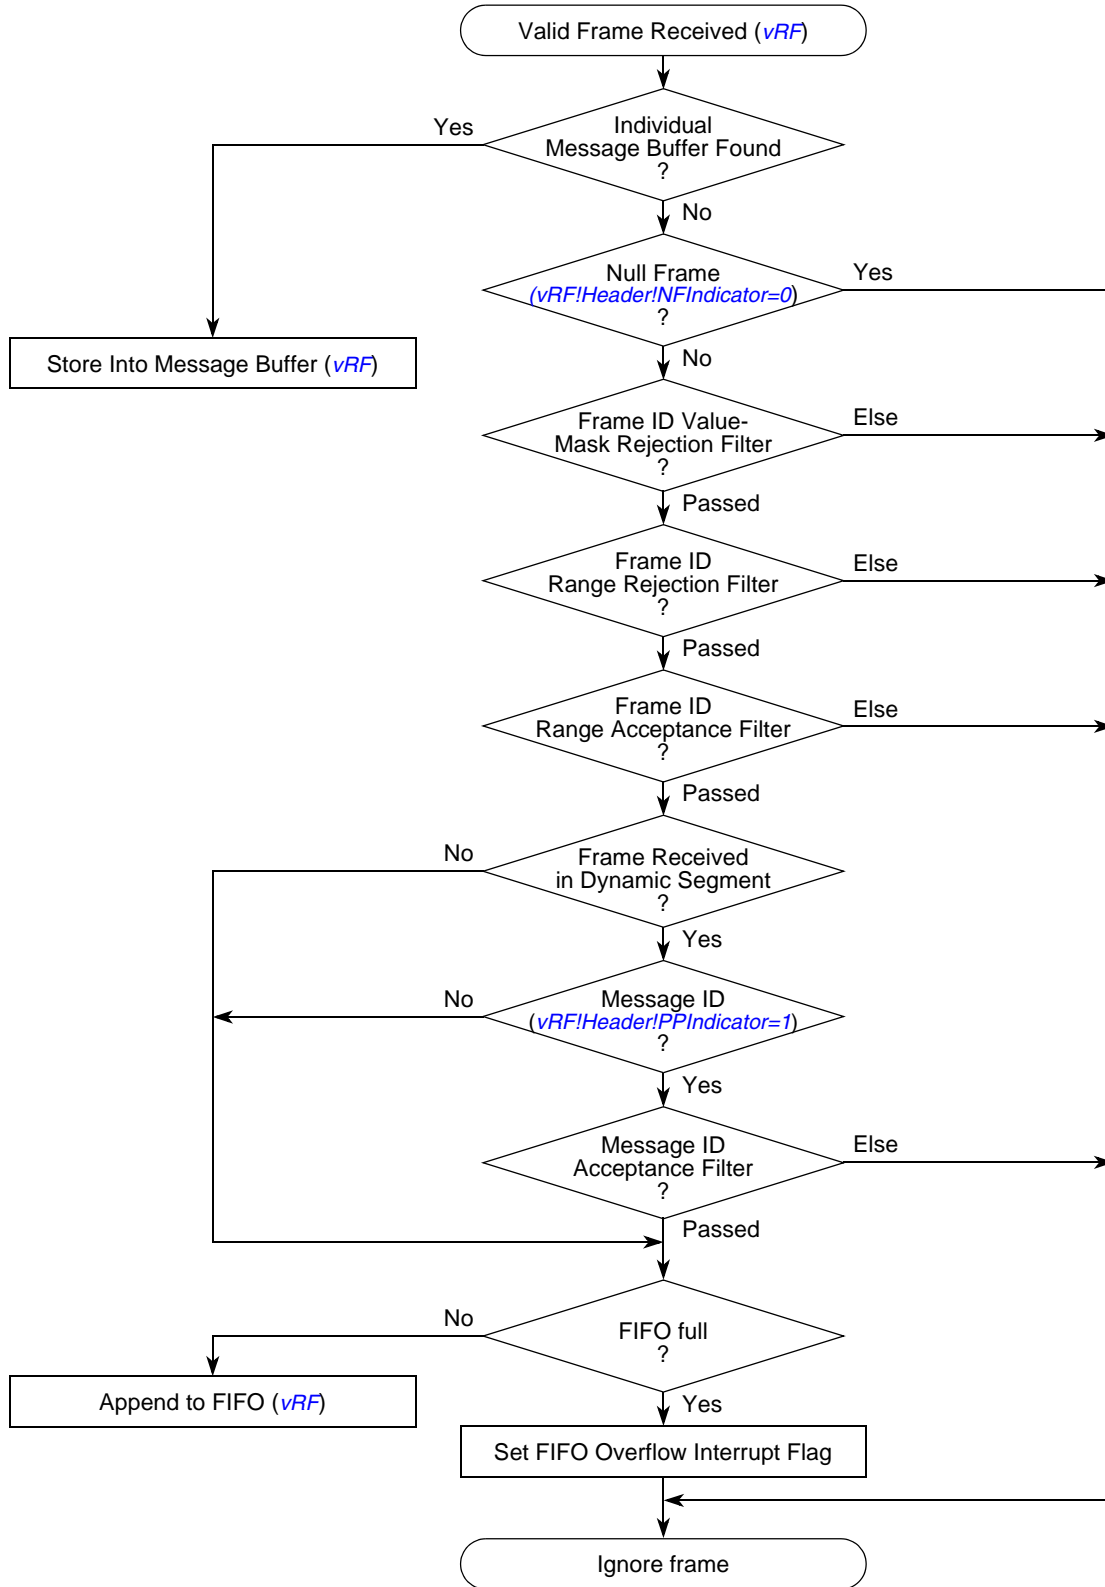 Valid Frame Received (vRF)
Individual
Message Buffer Found
?
Yes
No
Null Frame
(vRF!Header!NFIndicator=0)
?
Yes
Store Into Message Buffer (vRF)
No
Frame ID Value-
Mask Rejection Filter
?
Else
Passed
Frame ID
Range Rejection Filter
?
Else
Passed
Frame ID
Range Acceptance Filter
?
Else
Passed
No
Frame Received
in Dynamic Segment
?
Yes
No
Message ID
(vRF!Header!PPIndicator=1)
?
Yes
Message ID
Acceptance Filter
?
Else
Passed
No
FIFO full
?
Append to FIFO (vRF)
Yes
Set FIFO Overflow Interrupt Flag
Ignore frame